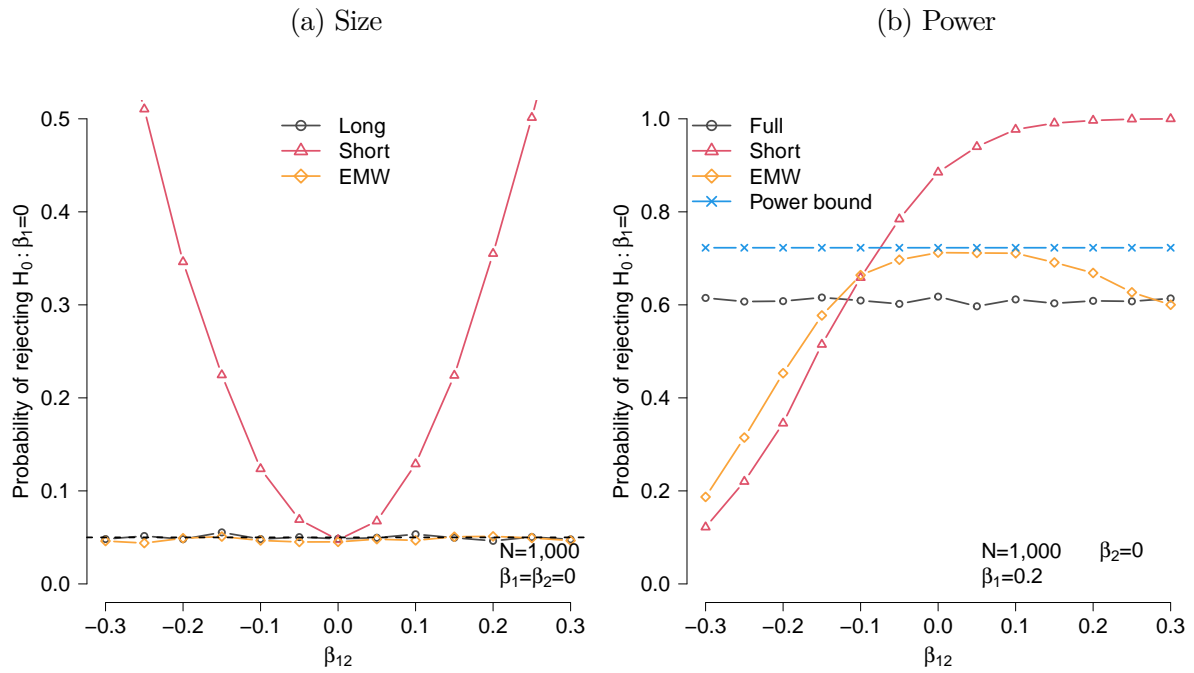 (a) Size
Probability of rejecting H₀: β₁=0
0.5
0.4
0.3
0.2
0.1
0.0
Long
Short
EMW
N=1,000
β₁=β₂=0
−0.3 −0.2 −0.1 0.0 0.1 0.2 0.3
β₁₂
(b) Power
Probability of rejecting H₀: β₁=0
1.0
0.8
0.6
0.4
0.2
0.0
Full
Short
EMW
Power bound
N=1,000 β₂=0
β₁=0.2
−0.3 −0.2 −0.1 0.0 0.1 0.2 0.3
β₁₂